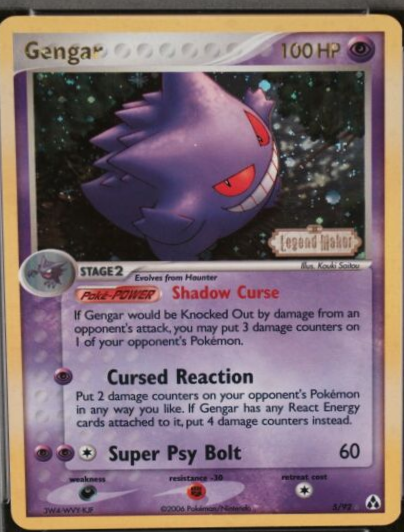 Gengar 100 HP
Legend Maker
Illus. Kouki Saitou
STAGE 2 Evolves from Haunter
Poké-POWER Shadow Curse
If Gengar would be Knocked Out by damage from an
opponent's attack, you may put 3 damage counters on
1 of your opponent's Pokémon.
Cursed Reaction
Put 2 damage counters on your opponent's Pokémon
in any way you like. If Gengar has any React Energy
cards attached to it, put 4 damage counters instead.
Super Psy Bolt 60
weakness resistance -30 retreat cost
©2006 Pokémon/Nintendo 5/92